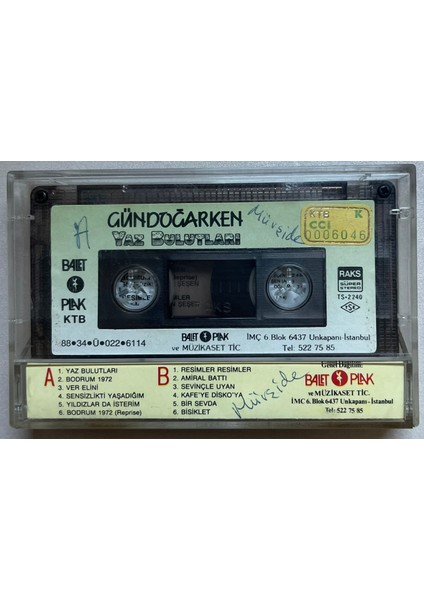 GÜNDOĞARKEN
YAZ BULUTLARI
A
Mürşide
KTB K
CCI
0006046
BALET
PLAK
KTB
RAKS
SÜPER
STEREO
TS-2240
TSE
RAKS
88•34•Ü•022•6114
BALET PLAK
ve MÜZİKASET TİC.
İMÇ 6. Blok 6437 Unkapanı-İstanbul
Tel: 522 75 85
A
1. YAZ BULUTLARI
2. BODRUM 1972
3. VER ELİNİ
4. SENSİZLİKTİ YAŞADIĞIM
5. YILDIZLAR DA İSTERİM
6. BODRUM 1972 (Reprise)
B
1. RESİMLER RESİMLER
2. AMİRAL BATTI
3. SEVİNÇLE UYAN
4. KAFE'YE DİSKO'YA
5. BİR SEVDA
6. BİSİKLET
Mürşide
Genel Dağıtım:
BALET PLAK
ve MÜZİKASET TİC.
İMÇ 6. Blok 6437 Unkapanı-İstanbul
Tel: 522 75 85